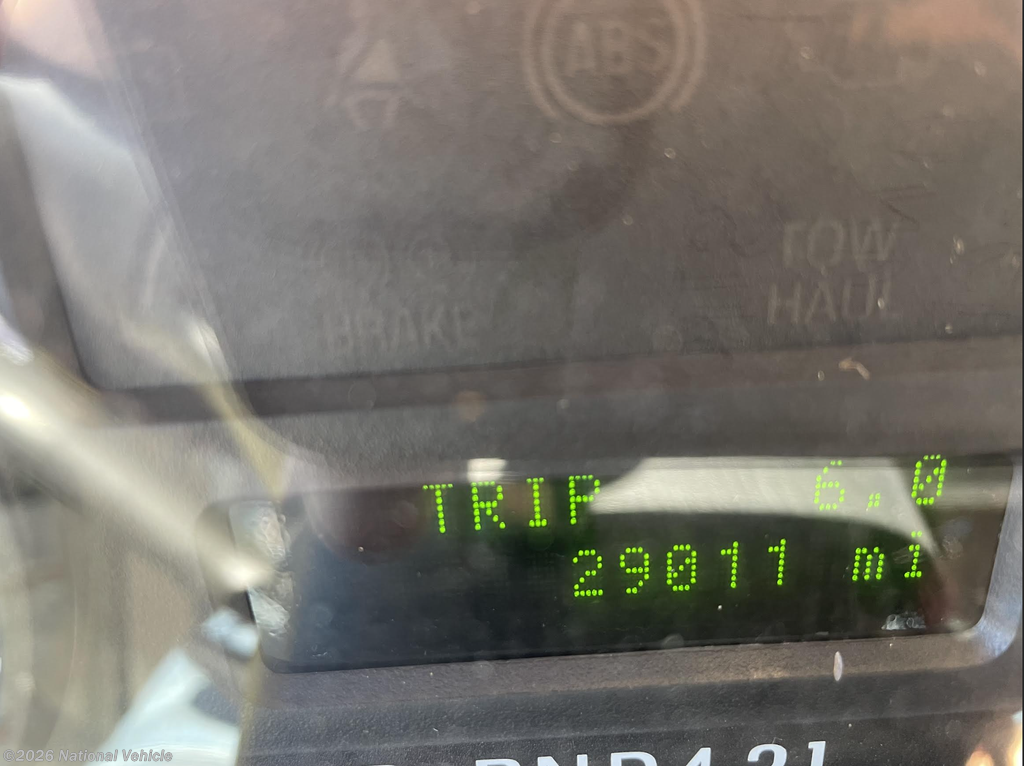 ABS
BRAKE
TOW
HAUL
TRIP 6.0
29011 mi
©2026 National Vehicle